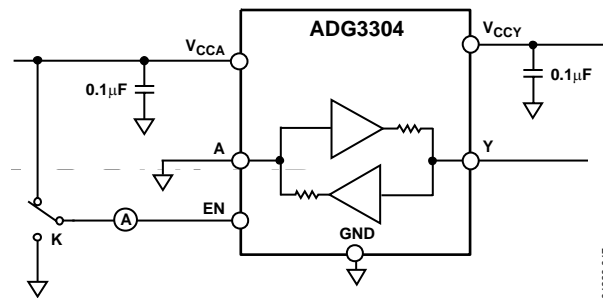 ADG3304
VCCA
VCCY
0.1µF
0.1µF
A
Y
EN
A
K
GND